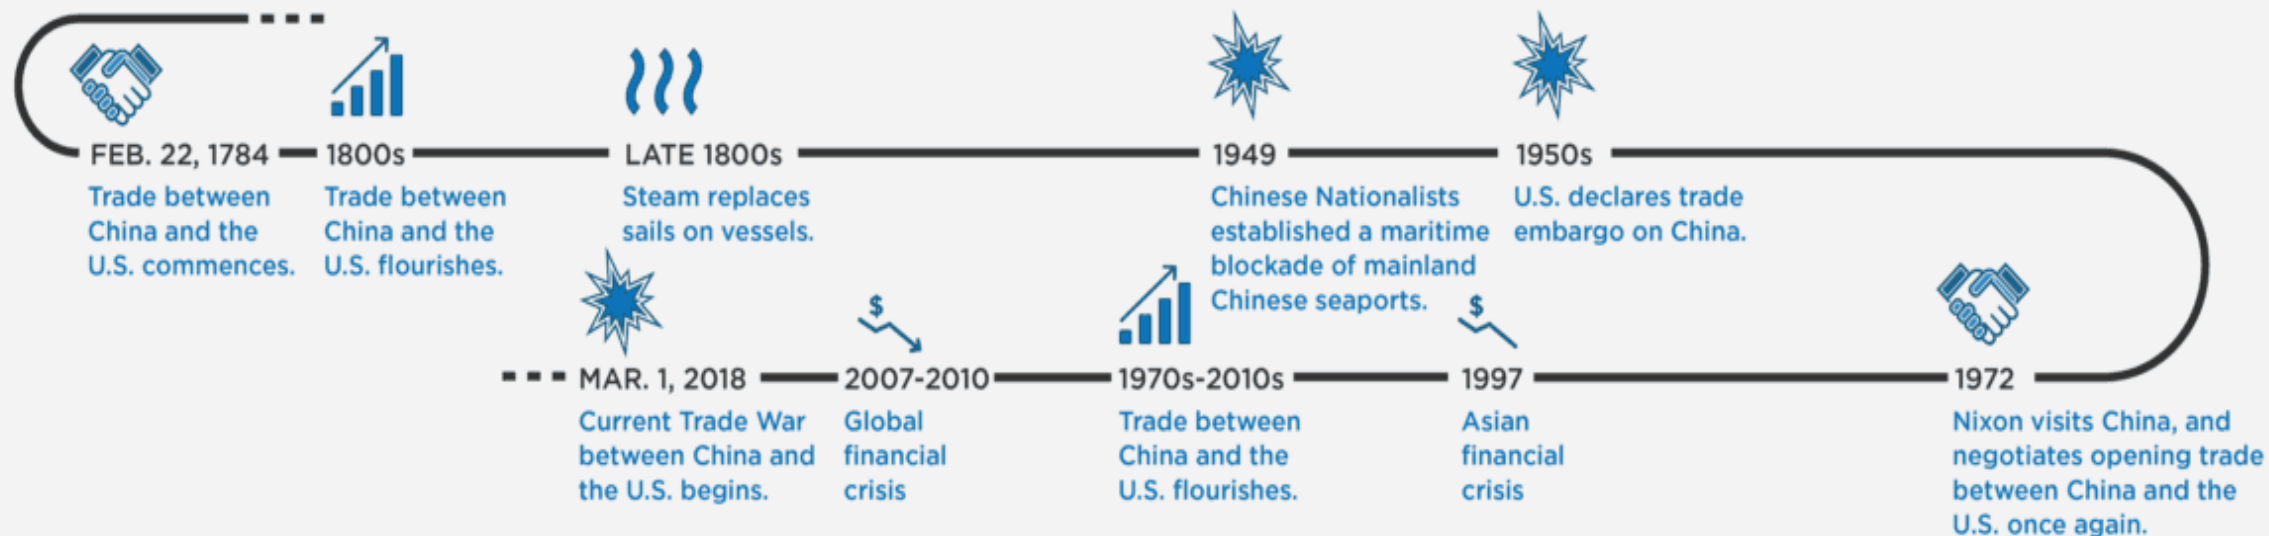 FEB. 22, 1784
Trade between
China and the
U.S. commences.
1800s
Trade between
China and the
U.S. flourishes.
LATE 1800s
Steam replaces
sails on vessels.
1949
Chinese Nationalists
established a maritime
blockade of mainland
Chinese seaports.
1950s
U.S. declares trade
embargo on China.
$
MAR. 1, 2018
Current Trade War
between China and
the U.S. begins.
2007-2010
Global
financial
crisis
1970s-2010s
Trade between
China and the
U.S. flourishes.
$
1997
Asian
financial
crisis
1972
Nixon visits China, and
negotiates opening trade
between China and the
U.S. once again.